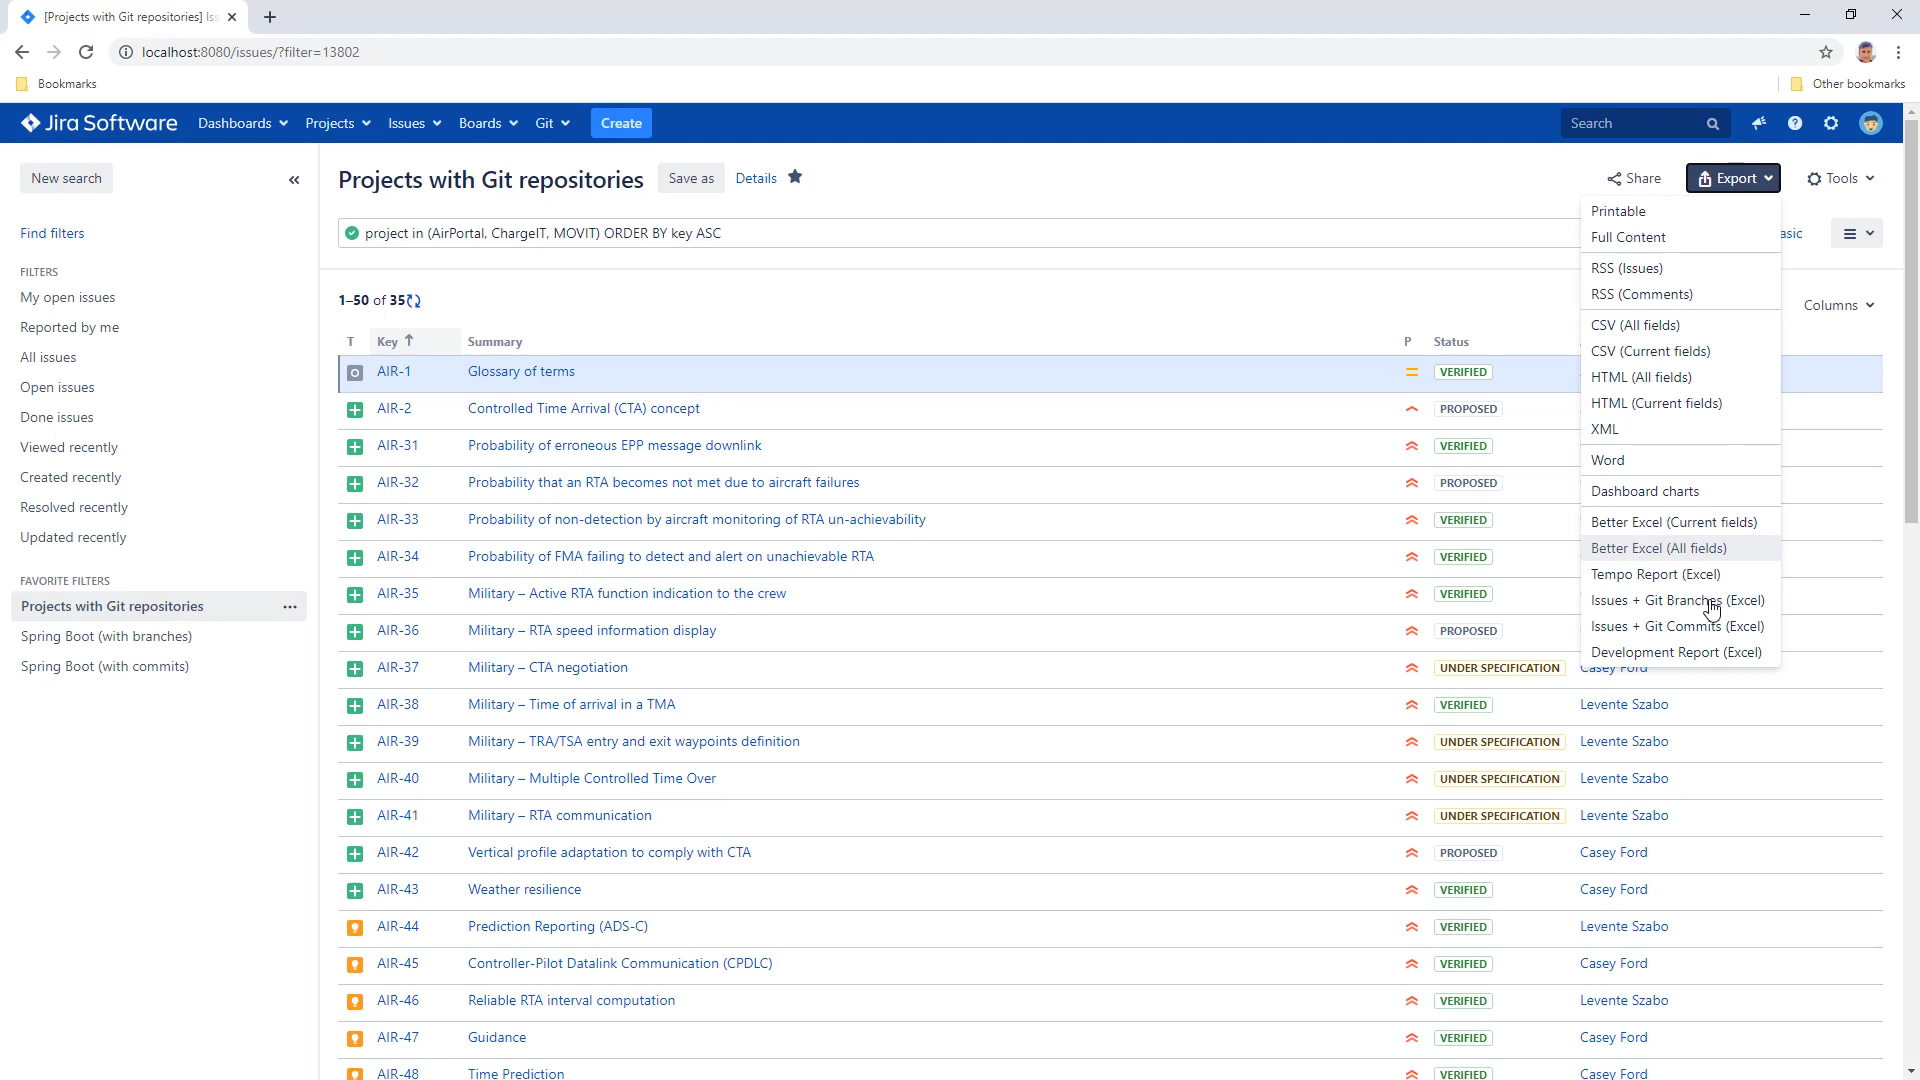 [Projects with Git repositories] Is
localhost:8080/issues/?filter=13802
Bookmarks
Other bookmarks
Jira Software
Dashboards
Projects
Issues
Boards
Git
Create
Search
New search
Projects with Git repositories
Save as
Details
Share
Export
Tools
project in (AirPortal, ChargeIT, MOVIT) ORDER BY key ASC
asic
Find filters
FILTERS
My open issues
Reported by me
All issues
Open issues
Done issues
Viewed recently
Created recently
Resolved recently
Updated recently
FAVORITE FILTERS
Projects with Git repositories
Spring Boot (with branches)
Spring Boot (with commits)
Printable
Full Content
RSS (Issues)
RSS (Comments)
CSV (All fields)
CSV (Current fields)
HTML (All fields)
HTML (Current fields)
XML
Word
Dashboard charts
Better Excel (Current fields)
Better Excel (All fields)
Tempo Report (Excel)
Issues + Git Branches (Excel)
Issues + Git Commits (Excel)
Development Report (Excel)
1–50 of 35
Columns
T Key Summary P Status
AIR-1 Glossary of terms VERIFIED
AIR-2 Controlled Time Arrival (CTA) concept PROPOSED
AIR-31 Probability of erroneous EPP message downlink VERIFIED
AIR-32 Probability that an RTA becomes not met due to aircraft failures PROPOSED
AIR-33 Probability of non-detection by aircraft monitoring of RTA un-achievability VERIFIED
AIR-34 Probability of FMA failing to detect and alert on unachievable RTA VERIFIED
AIR-35 Military – Active RTA function indication to the crew VERIFIED
AIR-36 Military – RTA speed information display PROPOSED
AIR-37 Military – CTA negotiation UNDER SPECIFICATION Casey Ford
AIR-38 Military – Time of arrival in a TMA VERIFIED Levente Szabo
AIR-39 Military – TRA/TSA entry and exit waypoints definition UNDER SPECIFICATION Levente Szabo
AIR-40 Military – Multiple Controlled Time Over UNDER SPECIFICATION Levente Szabo
AIR-41 Military – RTA communication UNDER SPECIFICATION Levente Szabo
AIR-42 Vertical profile adaptation to comply with CTA PROPOSED Casey Ford
AIR-43 Weather resilience VERIFIED Casey Ford
AIR-44 Prediction Reporting (ADS-C) VERIFIED Levente Szabo
AIR-45 Controller-Pilot Datalink Communication (CPDLC) VERIFIED Casey Ford
AIR-46 Reliable RTA interval computation VERIFIED Levente Szabo
AIR-47 Guidance VERIFIED Casey Ford
AIR-48 Time Prediction VERIFIED Casey Ford